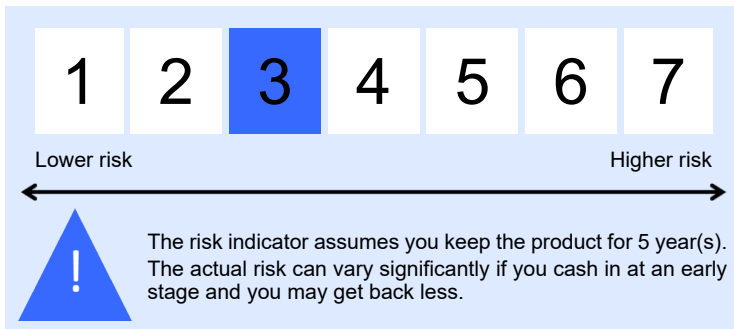 1 2 3 4 5 6 7
Lower risk Higher risk
!
The risk indicator assumes you keep the product for 5 year(s).
The actual risk can vary significantly if you cash in at an early
stage and you may get back less.